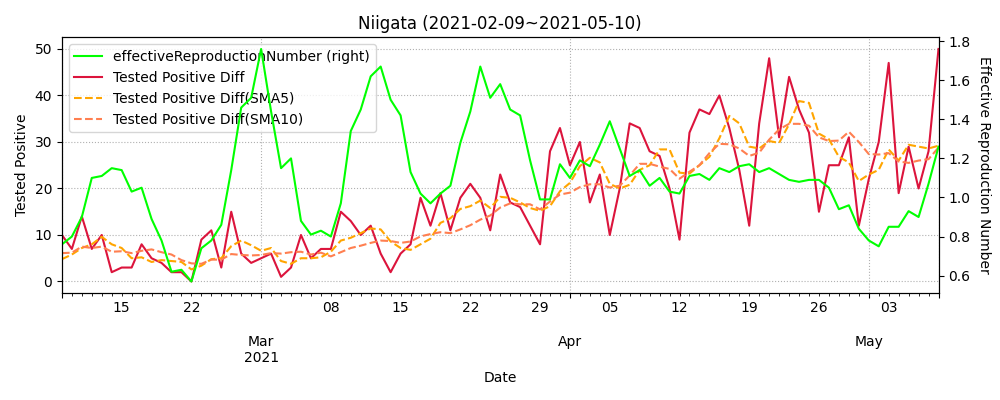 Niigata (2021-02-09~2021-05-10)
effectiveReproductionNumber (right)
Tested Positive Diff
Tested Positive Diff(SMA5)
Tested Positive Diff(SMA10)
Tested Positive
50
40
30
20
10
0
1.8
1.6
1.4
1.2
1.0
0.8
0.6
Effective Reproduction Number
15 22 08 15 22 29 05 12 19 26 03
Mar Apr May
2021
Date